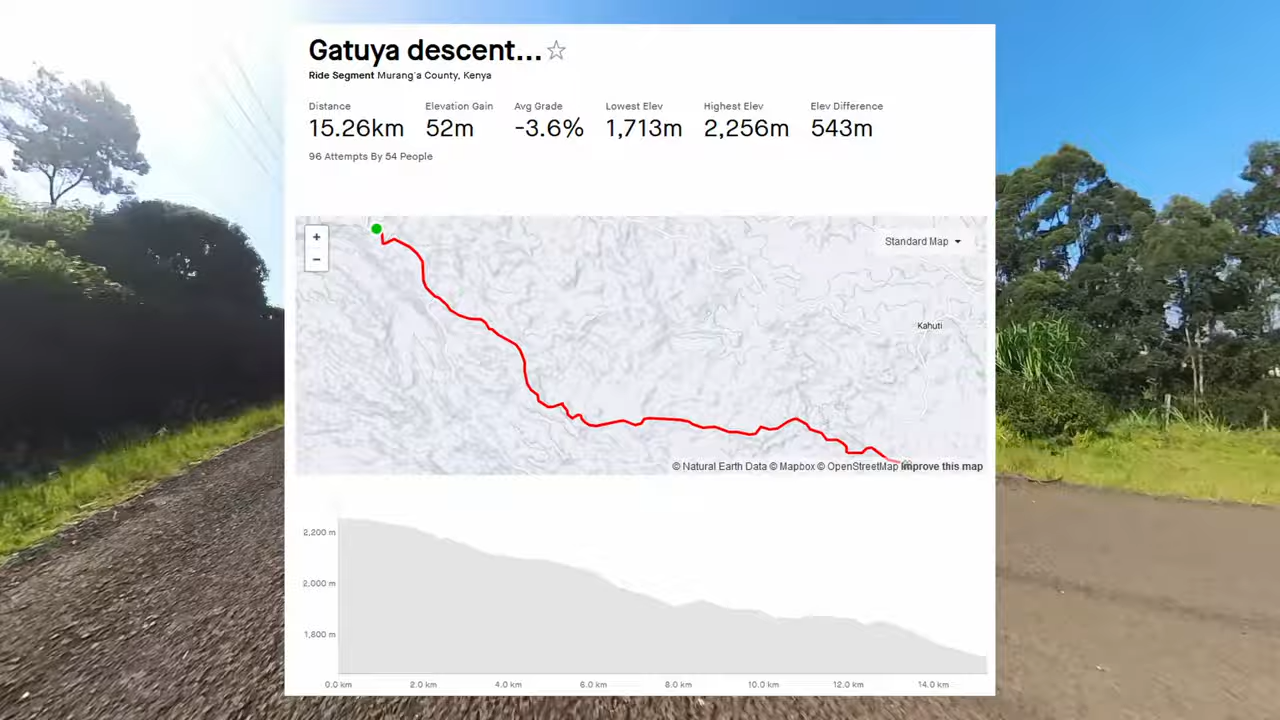 Gatuya descent...
Ride Segment Murang'a County, Kenya
Distance Elevation Gain Avg Grade Lowest Elev Highest Elev Elev Difference
15.26km 52m -3.6% 1,713m 2,256m 543m
96 Attempts By 54 People
+
−
Standard Map
Kahuti
© Natural Earth Data © Mapbox © OpenStreetMap Improve this map
2,200 m
2,000 m
1,800 m
0.0 km 2.0 km 4.0 km 6.0 km 8.0 km 10.0 km 12.0 km 14.0 km